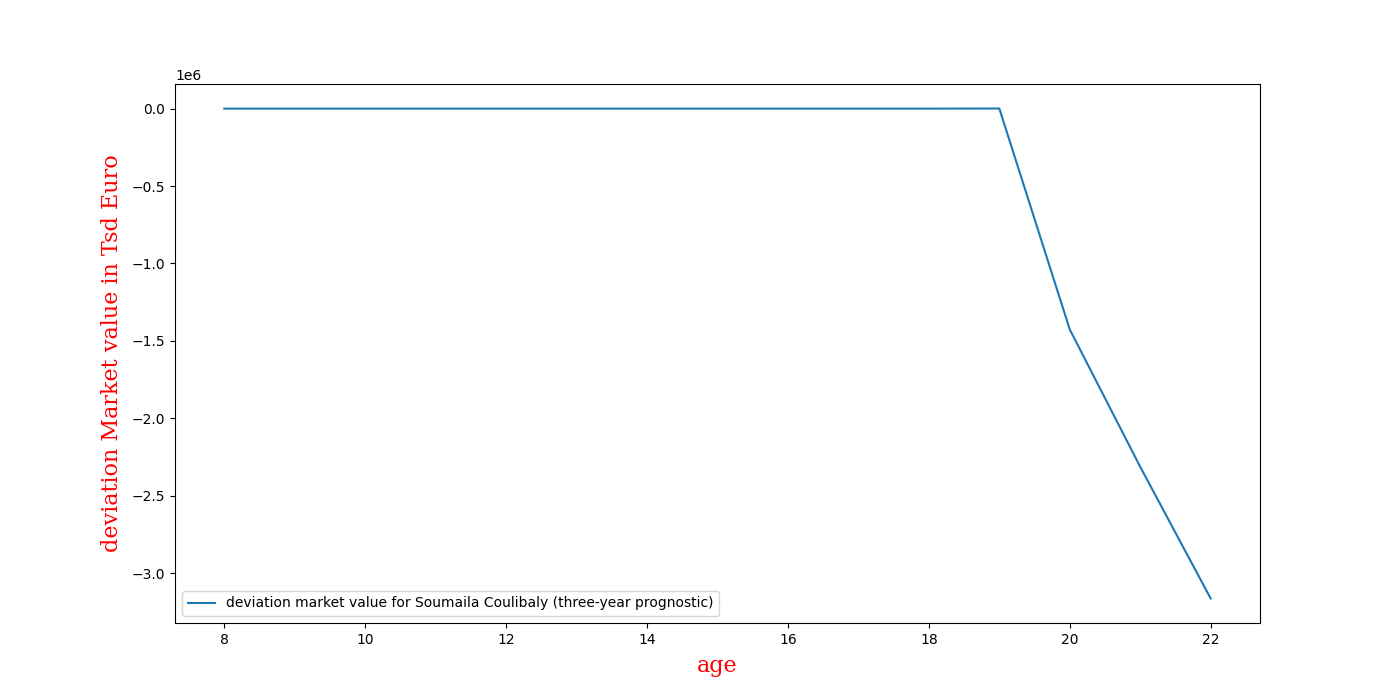 1e6
0.0
−0.5
−1.0
−1.5
−2.0
−2.5
−3.0
deviation Market value in Tsd Euro
deviation market value for Soumaila Coulibaly (three-year prognostic)
8 10 12 14 16 18 20 22
age